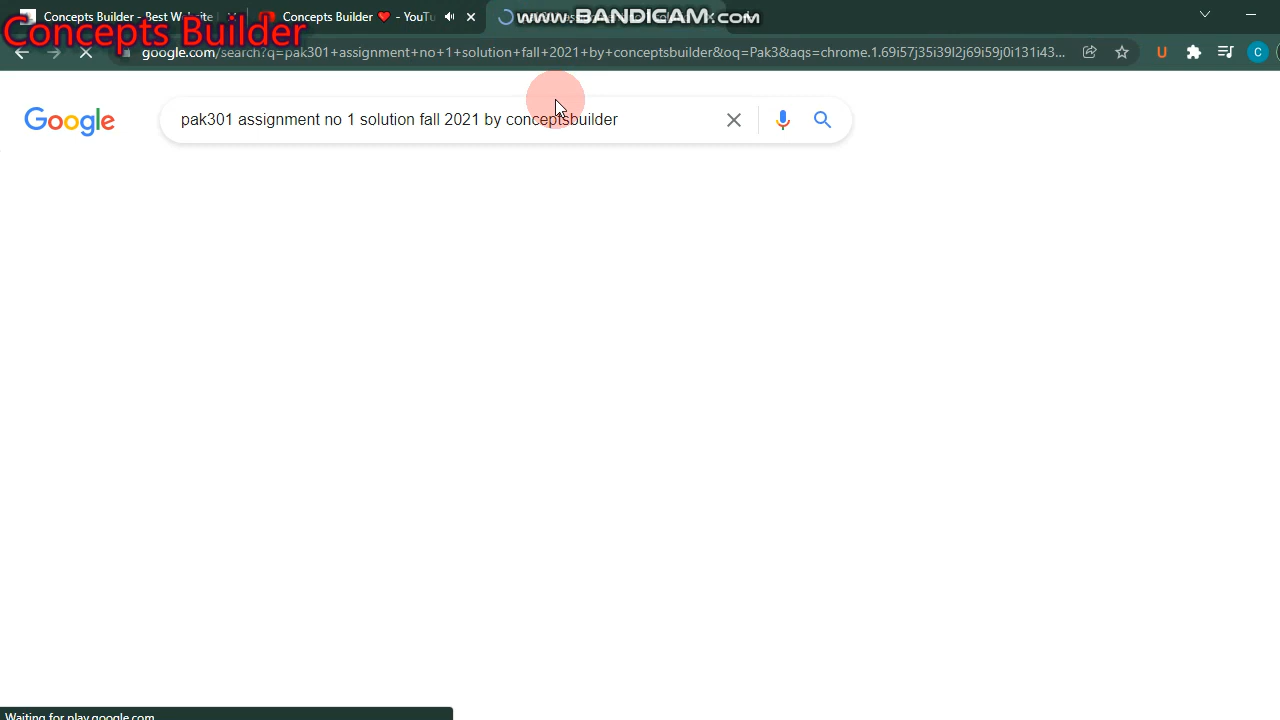 Concepts Builder - Best Website
Concepts Builder ❤️ - YouTu
www.BANDICAM.com
Concepts Builder
google.com/search?q=pak301+assignment+no+1+solution+fall+2021+by+conceptsbuilder&oq=Pak3&aqs=chrome.1.69i57j35i39l2j69i59j0i131i43...
U
C
Google
pak301 assignment no 1 solution fall 2021 by conceptsbuilder
Waiting for play.google.com